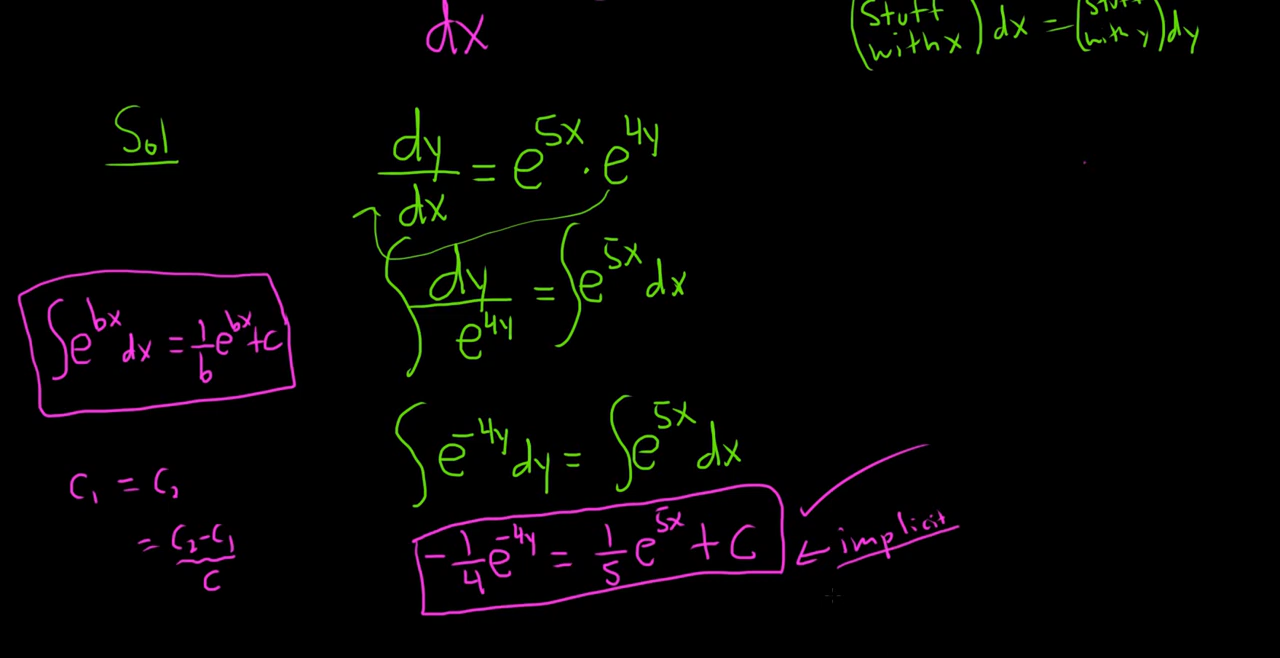 dx
(Stuff with x) dx = (Stuff with y) dy
Sol
dy/dx = e^{5x} · e^{4y}
∫ dy/e^{4y} = ∫ e^{5x} dx
∫ e^{bx} dx = 1/b e^{bx} + C
∫ e^{-4y} dy = ∫ e^{5x} dx
C₁ = C₂
= C₂-C₁
C
-1/4 e^{-4y} = 1/5 e^{5x} + C ← implicit